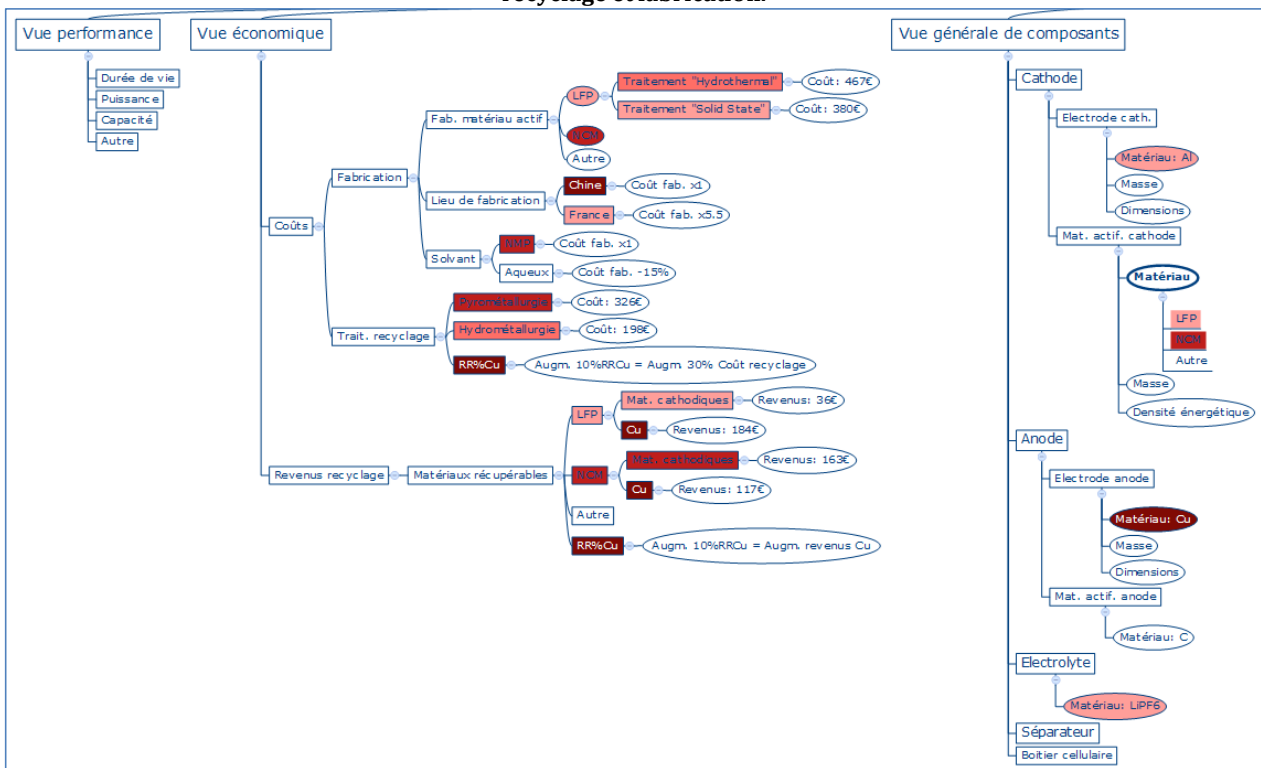 recyclage et fabrication.
Vue performance
Durée de vie
Puissance
Capacité
Autre
Vue économique
Coûts
Fabrication
Fab. matériau actif
LFP
Traitement "Hydrothermal"
Coût: 467€
Traitement "Solid State"
Coût: 380€
NCM
Autre
Lieu de fabrication
Chine
Coût fab. x1
France
Coût fab. x5.5
Solvant
NMP
Coût fab. x1
Aqueux
Coût fab. -15%
Trait. recyclage
Pyrométallurgie
Coût: 326€
Hydrométallurgie
Coût: 198€
RR%Cu
Augm. 10%RRCu = Augm. 30% Coût recyclage
Revenus recyclage
Matériaux récupérables
LFP
Mat. cathodiques
Revenus: 36€
Cu
Revenus: 184€
NCM
Mat. cathodiques
Revenus: 163€
Cu
Revenus: 117€
Autre
RR%Cu
Augm. 10%RRCu = Augm. revenus Cu
Vue générale de composants
Cathode
Electrode cath.
Matériau: Al
Masse
Dimensions
Mat. actif. cathode
Matériau
LFP
NCM
Autre
Masse
Densité énergétique
Anode
Electrode anode
Matériau: Cu
Masse
Dimensions
Mat. actif. anode
Matériau: C
Electrolyte
Matériau: LiPF6
Séparateur
Boitier cellulaire